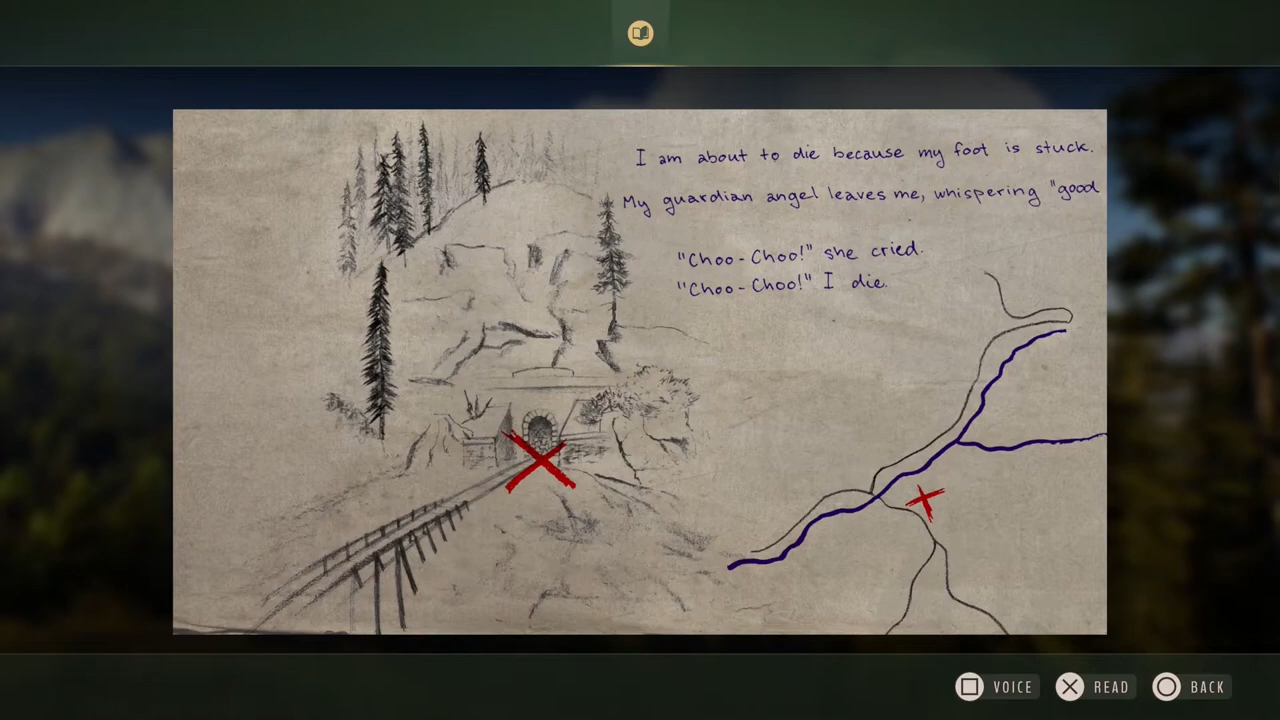 I am about to die because my foot is stuck.
My guardian angel leaves me, whispering "good
"Choo-Choo!" she cried.
"Choo-Choo!" I die.
VOICE READ BACK